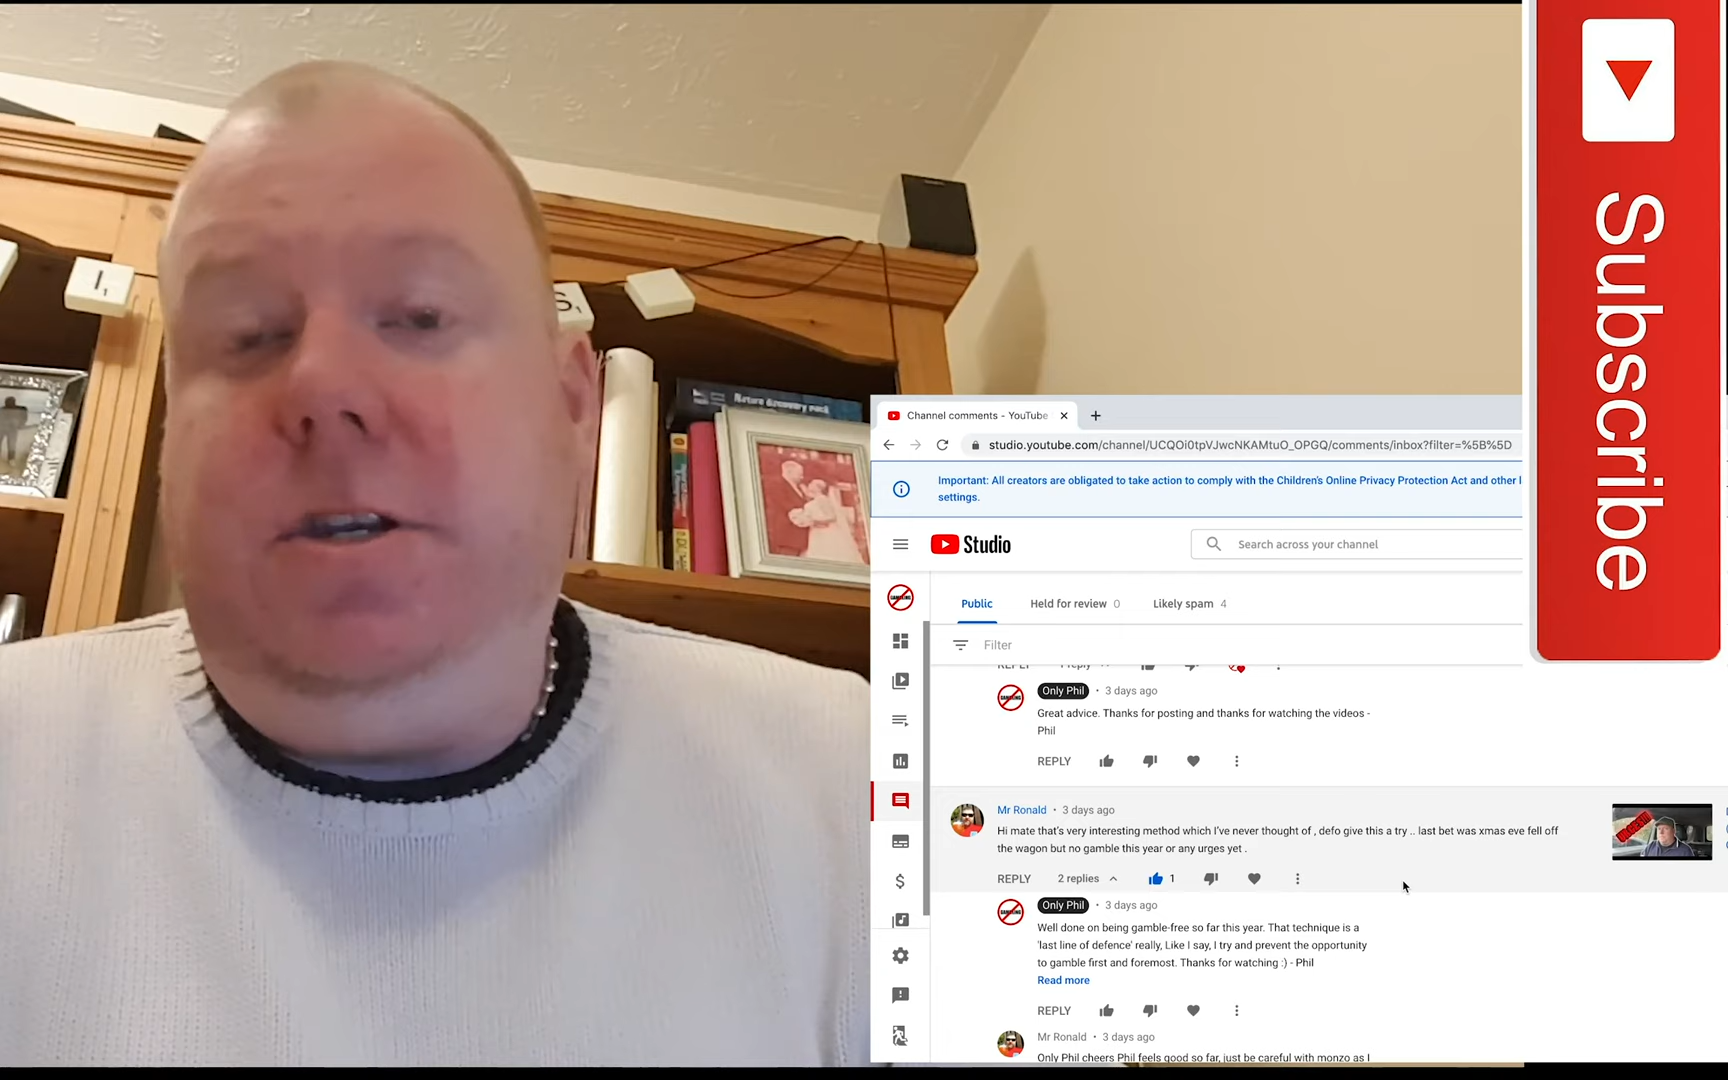 I₁
S₁
Nature discovery pack
Subscribe
Channel comments - YouTube
studio.youtube.com/channel/UCQOi0tpVJwcNKAMtuO_OPGQ/comments/inbox?filter=%5B%5D
Important: All creators are obligated to take action to comply with the Children's Online Privacy Protection Act and other l
settings.
Studio
Search across your channel
Public
Held for review 0
Likely spam 4
Filter
REPLY
Only Phil • 3 days ago
Great advice. Thanks for posting and thanks for watching the videos -
Phil
REPLY
Mr Ronald • 3 days ago
Hi mate that's very interesting method which I've never thought of , defo give this a try .. last bet was xmas eve fell off
the wagon but no gamble this year or any urges yet .
REPLY 2 replies 1
URGES!!!
Only Phil • 3 days ago
Well done on being gamble-free so far this year. That technique is a
'last line of defence' really, Like I say, I try and prevent the opportunity
to gamble first and foremost. Thanks for watching :) - Phil
Read more
REPLY
Mr Ronald • 3 days ago
Only Phil cheers Phil feels good so far, just be careful with monzo as I